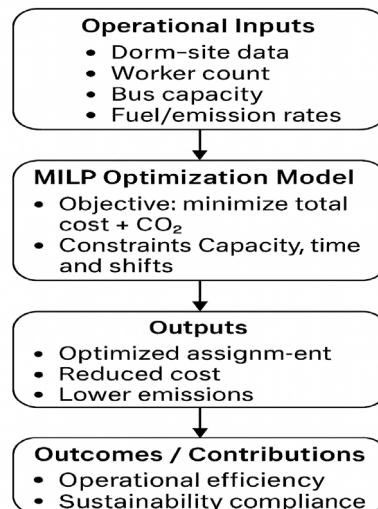 Operational Inputs
• Dorm–site data
• Worker count
• Bus capacity
• Fuel/emission rates
MILP Optimization Model
• Objective: minimize total
cost + CO₂
• Constraints Capacity, time
and shifts
Outputs
• Optimized assignm-ent
• Reduced cost
• Lower emissions
Outcomes / Contributions
• Operational efficiency
• Sustainability compliance